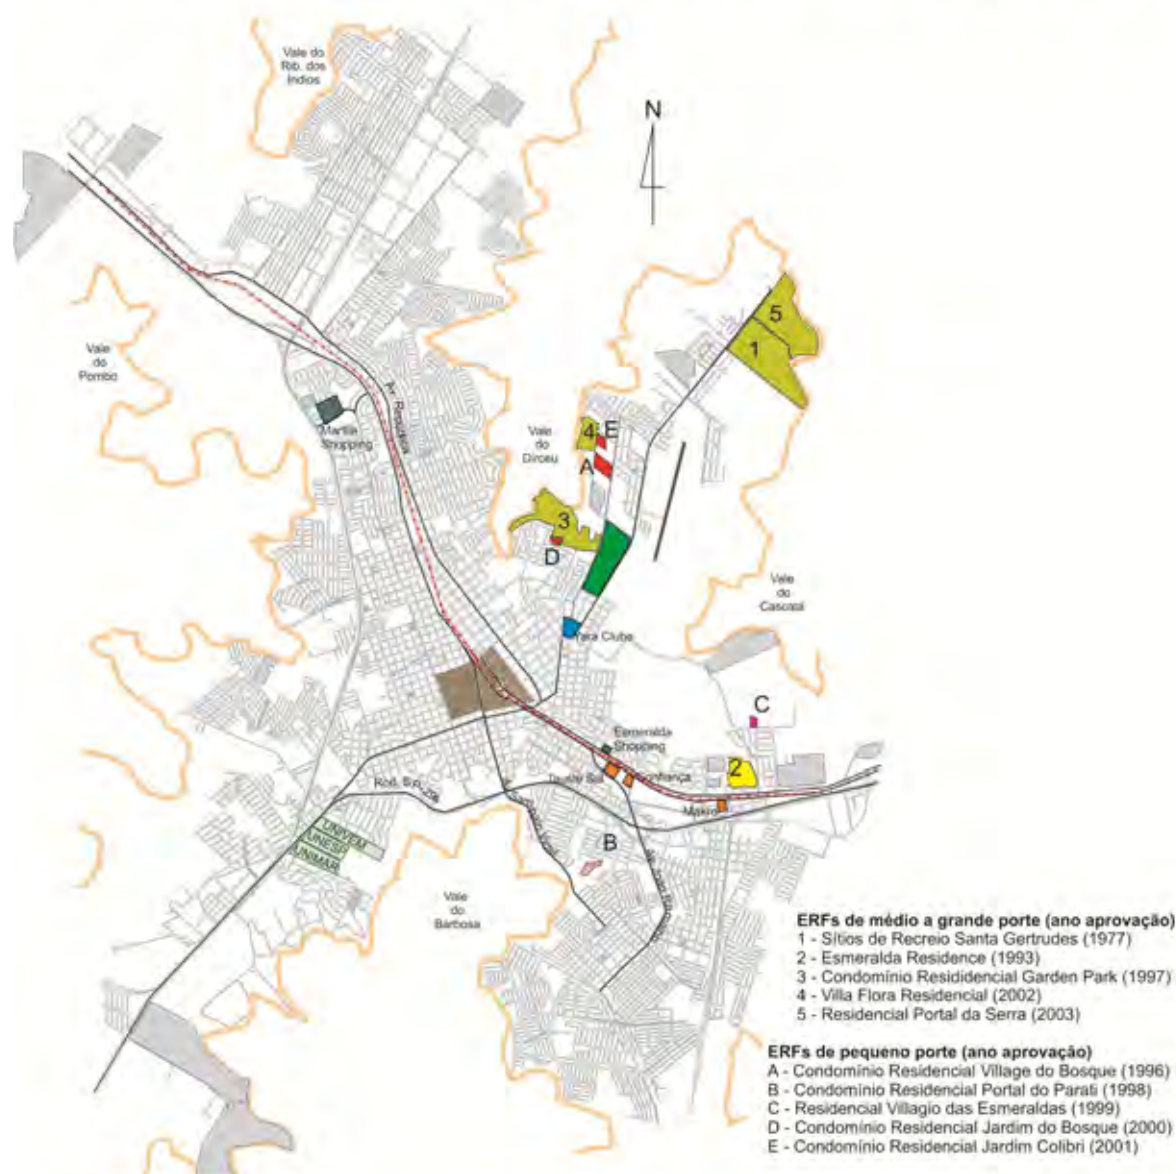 Vale do
Rib. dos
Índios
N
5
1
Vale
do
Pombo
Marília
Shopping
Av. República
Vale
do
Dirceu
4
E
A
3
D
Vale
do
Cascatal
Yara Clube
C
Esmeralda
Shopping
2
Tauste Sul
Confiança
Makro
UNIVEM
UNESP
UNIMAR
B
Vale
do
Barbosa
ERFs de médio a grande porte (ano aprovação)
1 - Sítios de Recreio Santa Gertrudes (1977)
2 - Esmeralda Residence (1993)
3 - Condomínio Resididencial Garden Park (1997)
4 - Villa Flora Residencial (2002)
5 - Residencial Portal da Serra (2003)
ERFs de pequeno porte (ano aprovação)
A - Condomínio Residencial Village do Bosque (1996)
B - Condomínio Residencial Portal do Parati (1998)
C - Residencial Villagio das Esmeraldas (1999)
D - Condomínio Residencial Jardim do Bosque (2000)
E - Condomínio Residencial Jardim Colibri (2001)